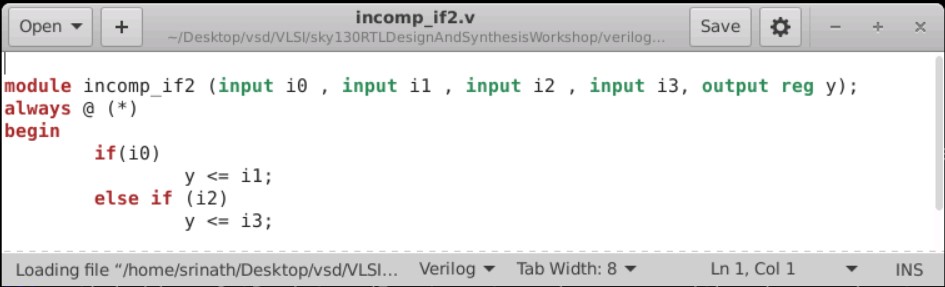 Open + incomp_if2.v Save
~/Desktop/vsd/VLSI/sky130RTLDesignAndSynthesisWorkshop/verilog...
module incomp_if2 (input i0 , input i1 , input i2 , input i3, output reg y);
always @ (*)
begin
if(i0)
y <= i1;
else if (i2)
y <= i3;
Loading file “/home/srinath/Desktop/vsd/VLSI... Verilog Tab Width: 8 Ln 1, Col 1 INS